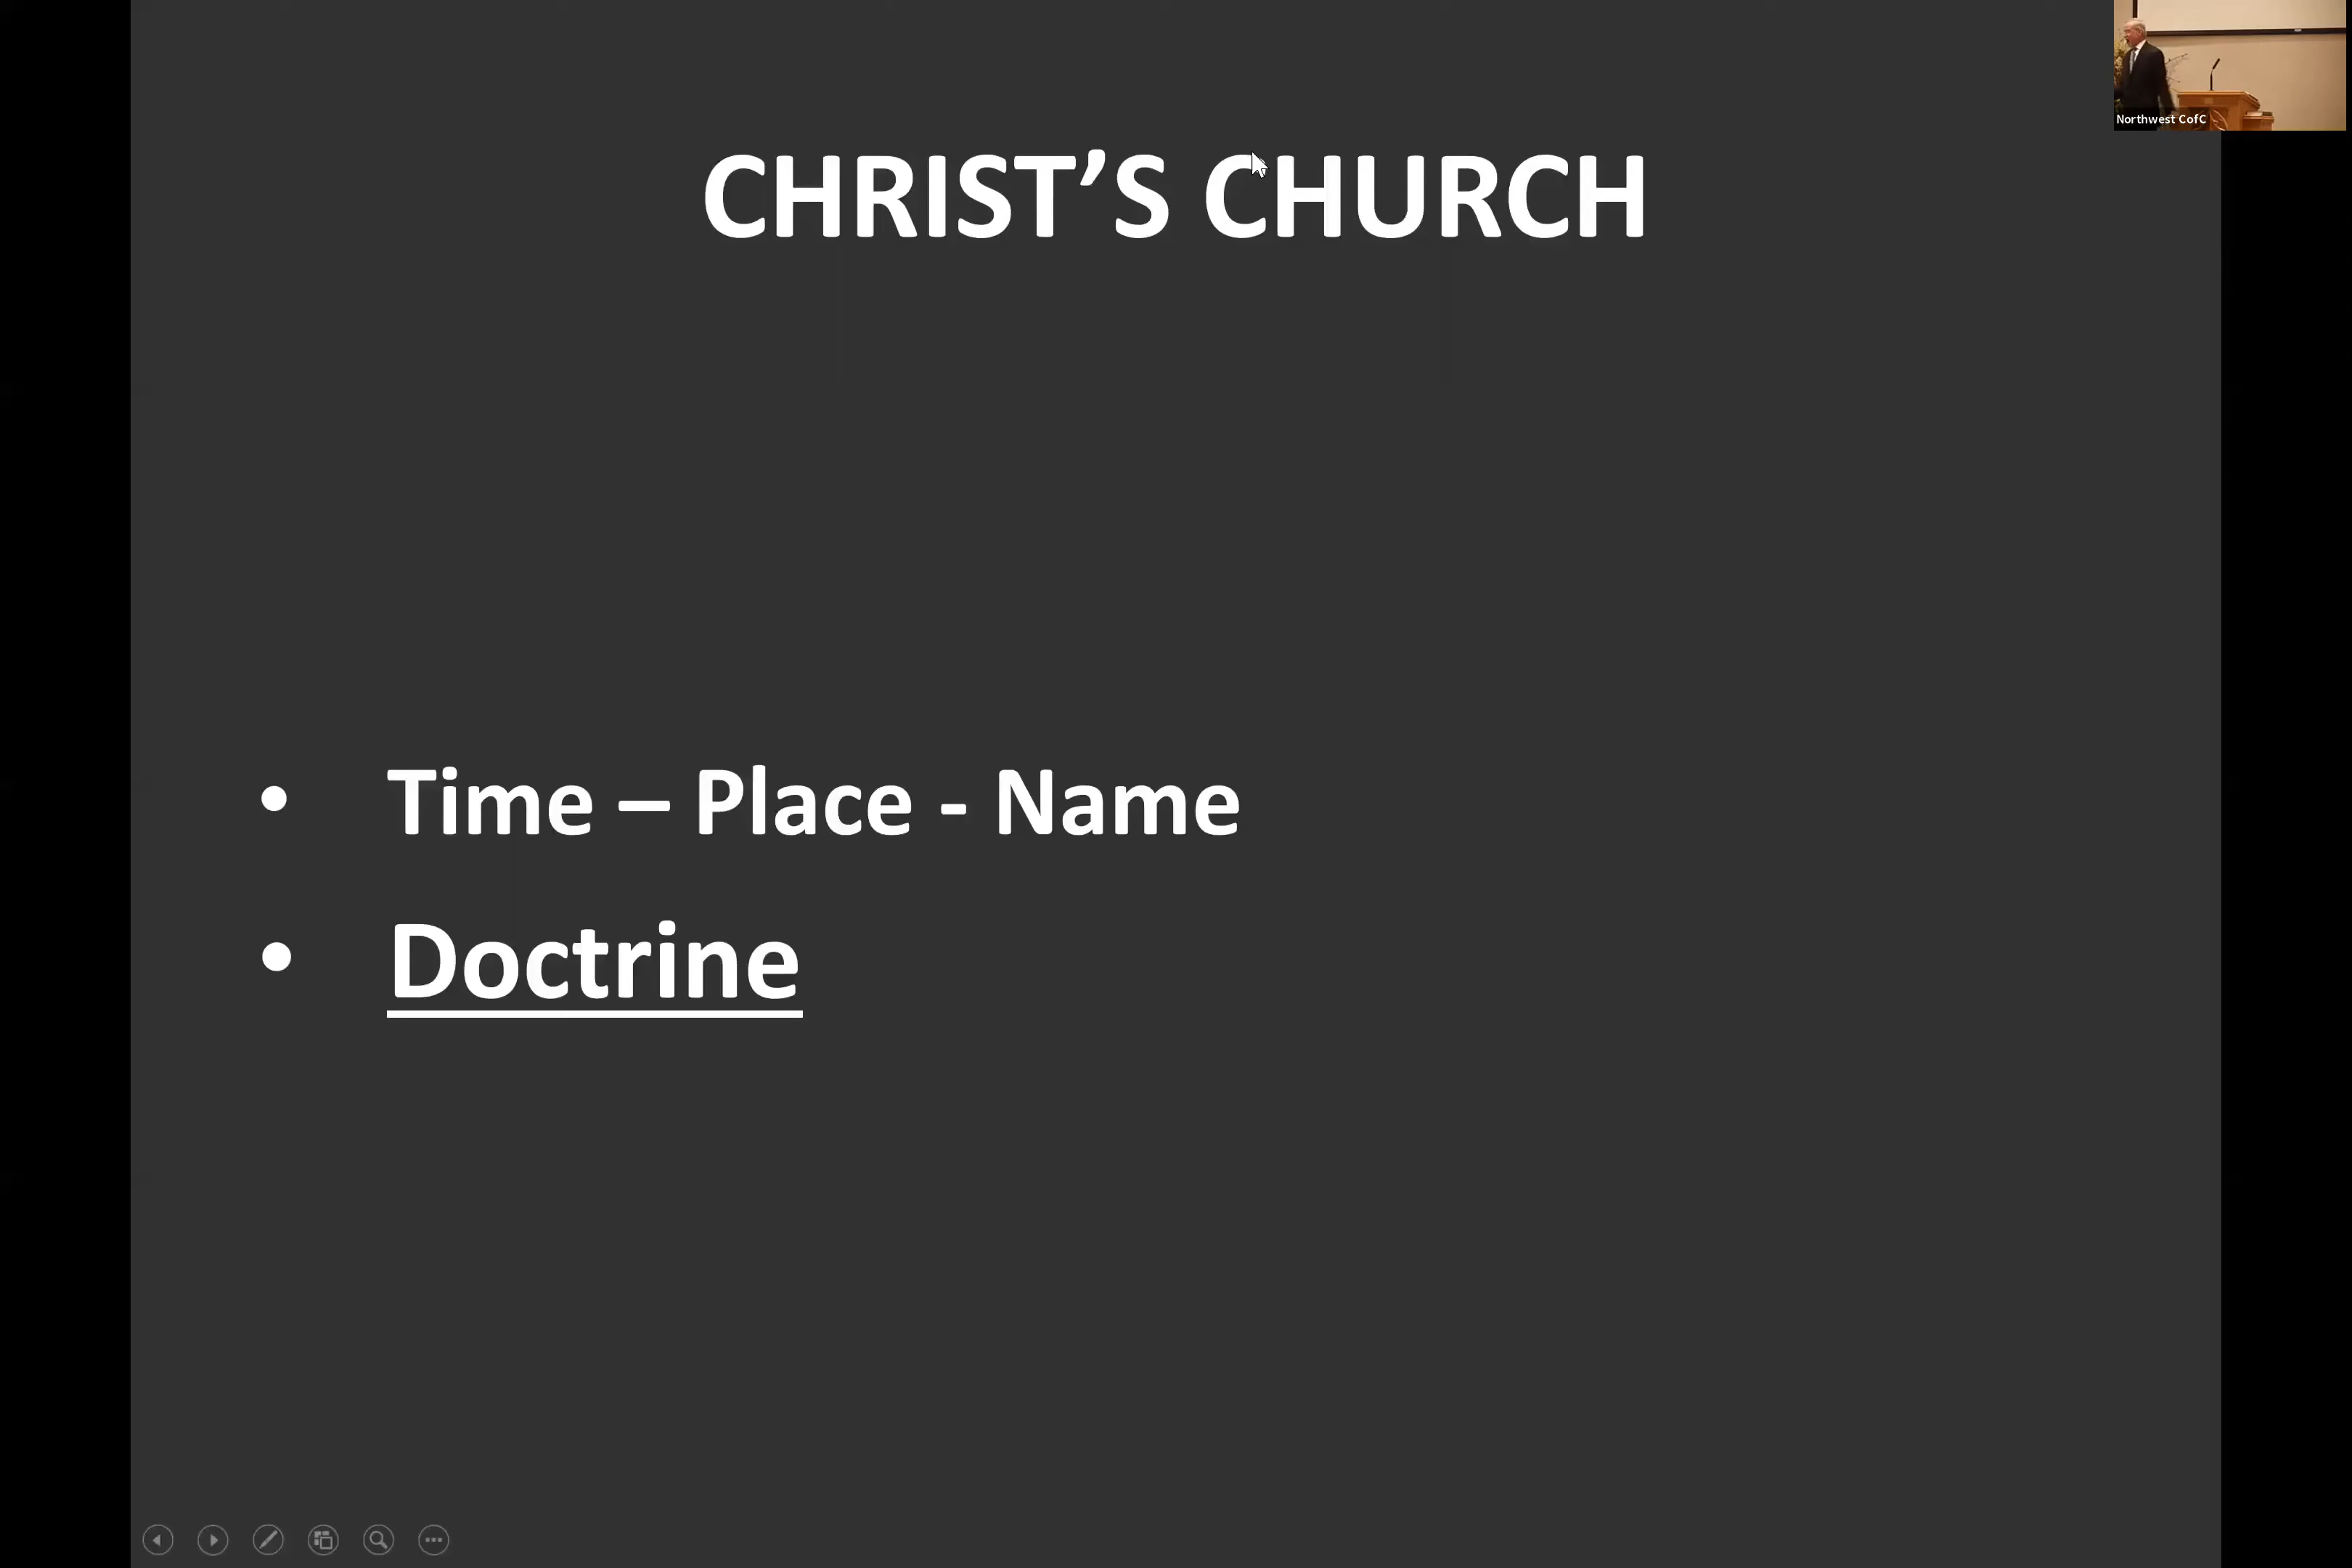 CHRIST’S CHURCH
Northwest CofC
• Time – Place - Name
• Doctrine